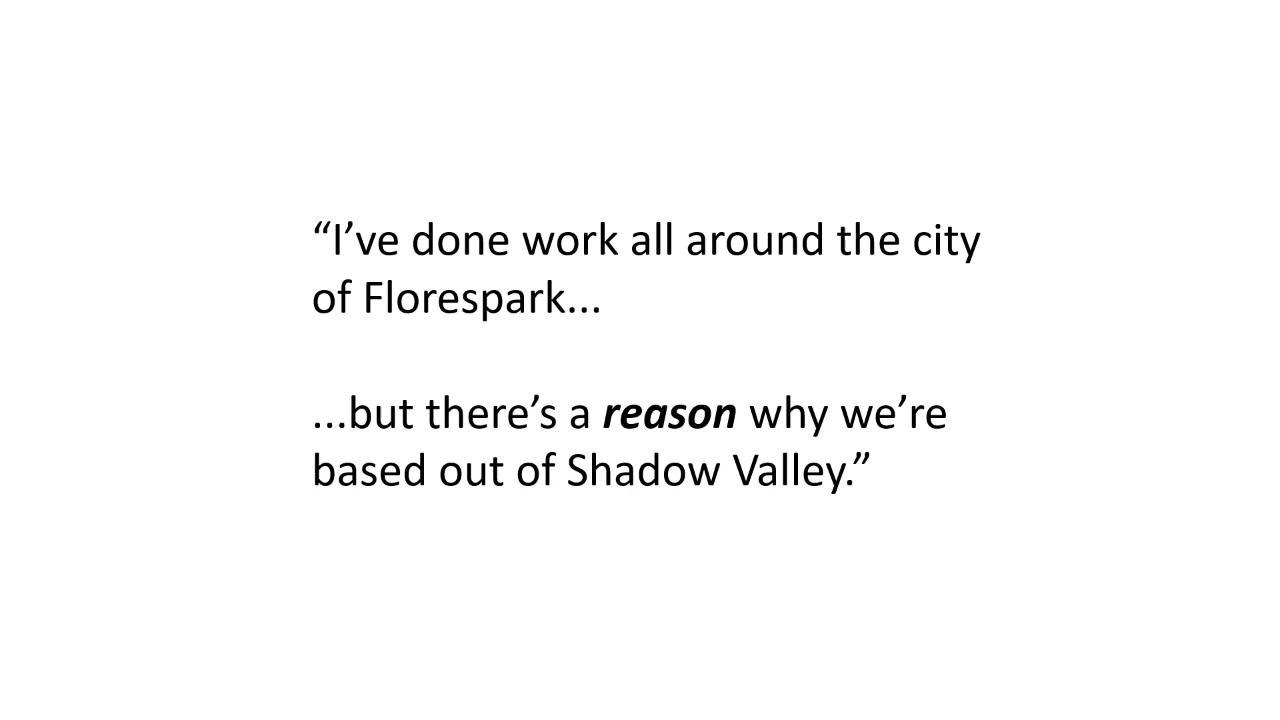 “I’ve done work all around the city
of Florespark...
...but there’s a reason why we’re
based out of Shadow Valley.”